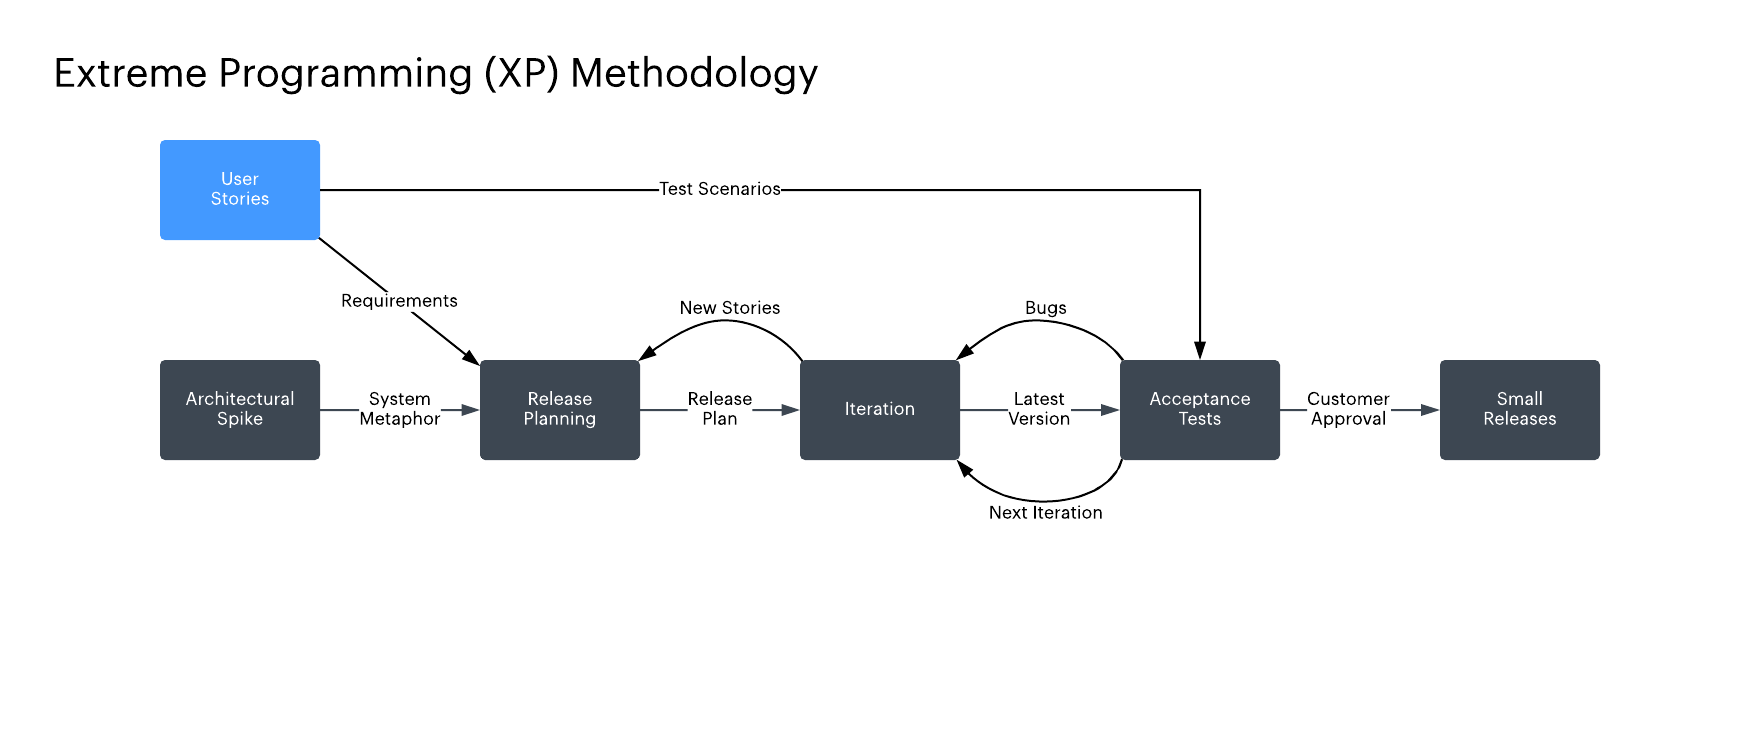 Extreme Programming (XP) Methodology
User
Stories
Test Scenarios
Requirements
New Stories
Bugs
Architectural
Spike
System
Metaphor
Release
Planning
Release
Plan
Iteration
Latest
Version
Acceptance
Tests
Customer
Approval
Small
Releases
Next Iteration